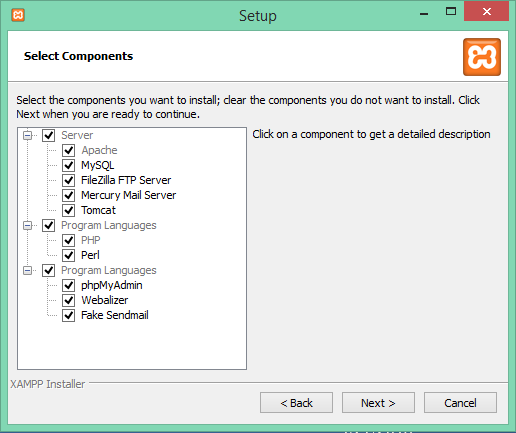 Setup
Select Components
Select the components you want to install; clear the components you do not want to install. Click
Next when you are ready to continue.
Server
Apache
MySQL
FileZilla FTP Server
Mercury Mail Server
Tomcat
Program Languages
PHP
Perl
Program Languages
phpMyAdmin
Webalizer
Fake Sendmail
Click on a component to get a detailed description
XAMPP Installer
< Back
Next >
Cancel